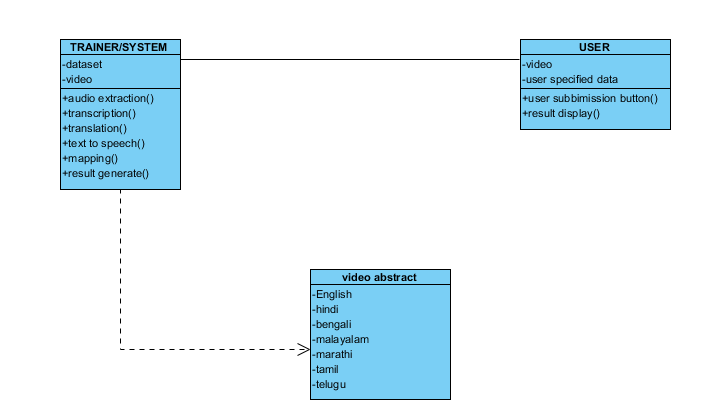 TRAINER/SYSTEM
-dataset
-video
+audio extraction()
+transcription()
+translation()
+text to speech()
+mapping()
+result generate()
USER
-video
-user specified data
+user subbimission button()
+result display()
video abstract
-English
-hindi
-bengali
-malayalam
-marathi
-tamil
-telugu